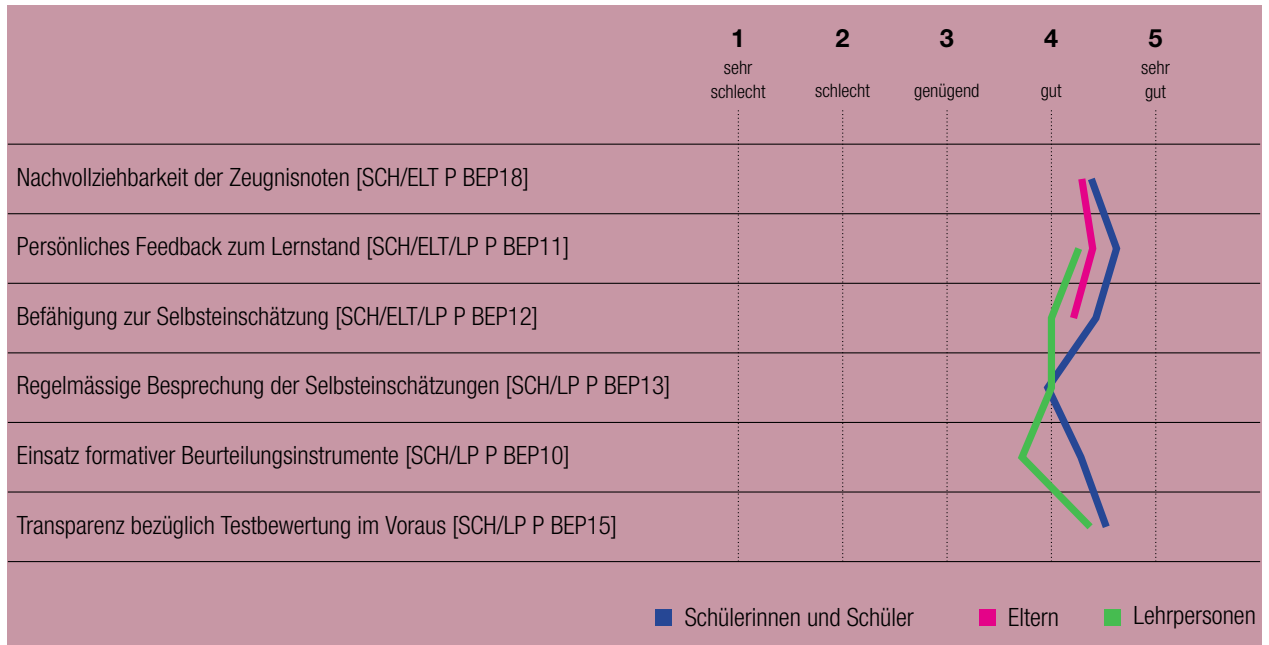 1 2 3 4 5
sehr schlecht schlecht genügend gut sehr gut
Nachvollziehbarkeit der Zeugnisnoten [SCH/ELT P BEP18]
Persönliches Feedback zum Lernstand [SCH/ELT/LP P BEP11]
Befähigung zur Selbsteinschätzung [SCH/ELT/LP P BEP12]
Regelmässige Besprechung der Selbsteinschätzungen [SCH/LP P BEP13]
Einsatz formativer Beurteilungsinstrumente [SCH/LP P BEP10]
Transparenz bezüglich Testbewertung im Voraus [SCH/LP P BEP15]
Schülerinnen und Schüler Eltern Lehrpersonen